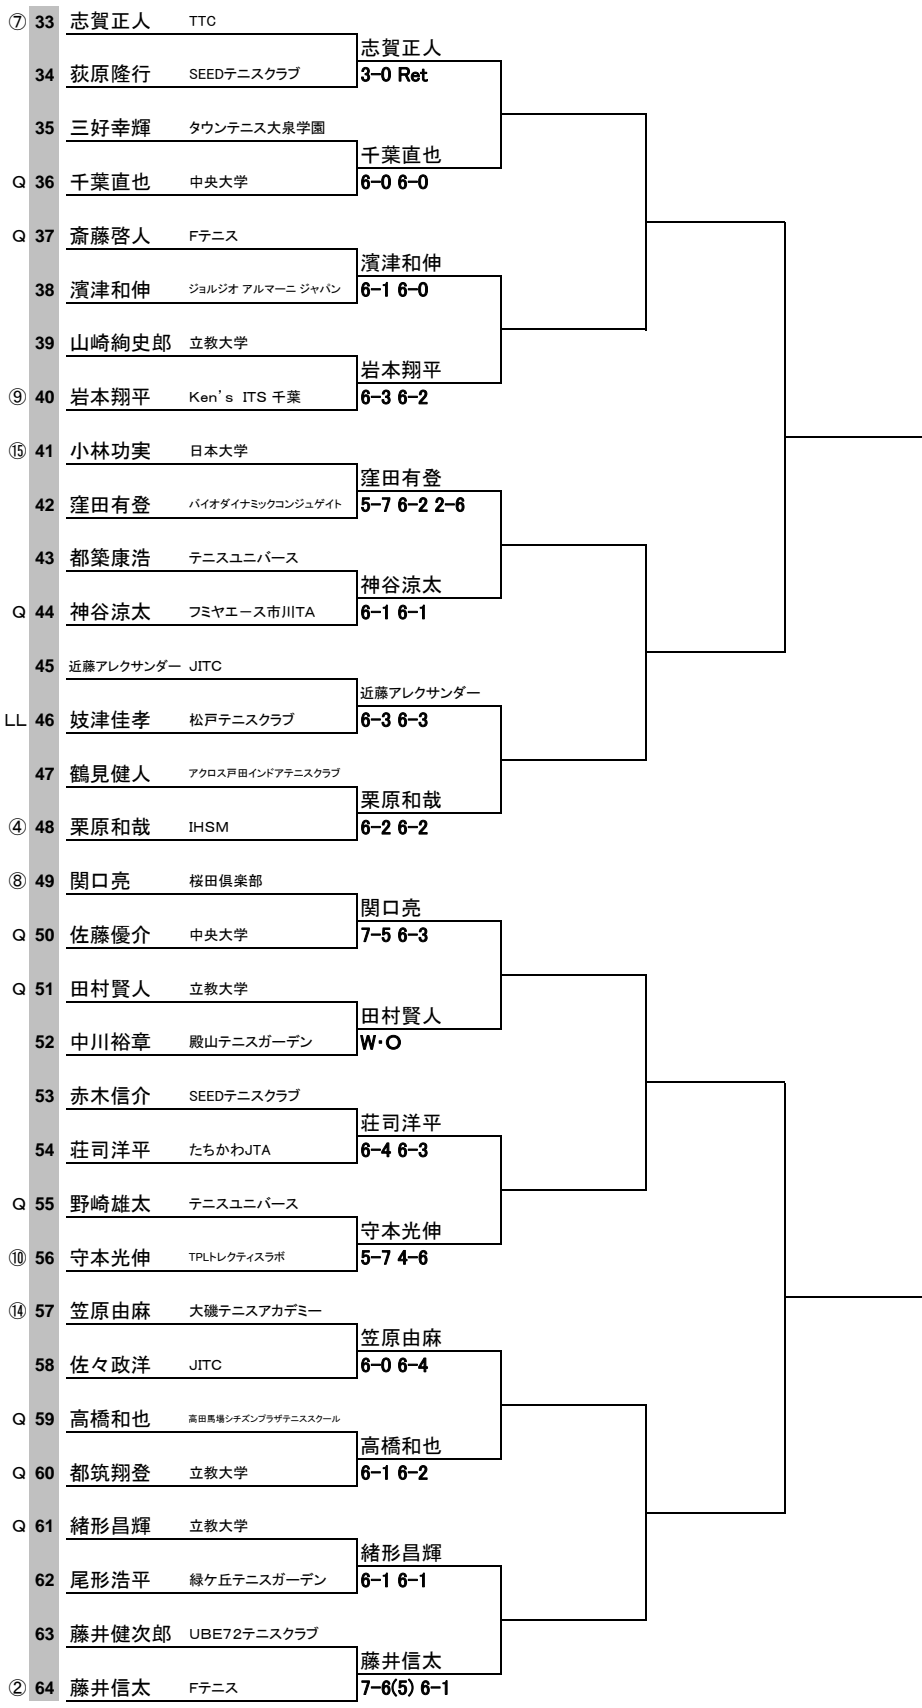 ⑦ 33 志賀正人 TTC
志賀正人
34 荻原隆行 SEEDテニスクラブ 3-0 Ret
35 三好幸輝 タウンテニス大泉学園
千葉直也
Q 36 千葉直也 中央大学 6-0 6-0
Q 37 斎藤啓人 Fテニス
濱津和伸
38 濱津和伸 ジョルジオ アルマーニ ジャパン 6-1 6-0
39 山崎絢史郎 立教大学
岩本翔平
⑨ 40 岩本翔平 Ken's ITS 千葉 6-3 6-2
⑮ 41 小林功実 日本大学
窪田有登
42 窪田有登 バイオダイナミックコンジュゲイト 5-7 6-2 2-6
43 都築康浩 テニスユニバース
神谷涼太
Q 44 神谷涼太 フミヤエース市川TA 6-1 6-1
45 近藤アレクサンダー JITC
近藤アレクサンダー
LL 46 妓津佳孝 松戸テニスクラブ 6-3 6-3
47 鶴見健人 アクロス戸田インドアテニスクラブ
栗原和哉
④ 48 栗原和哉 IHSM 6-2 6-2
⑧ 49 関口亮 桜田倶楽部
関口亮
Q 50 佐藤優介 中央大学 7-5 6-3
Q 51 田村賢人 立教大学
田村賢人
52 中川裕章 殿山テニスガーデン W・O
53 赤木信介 SEEDテニスクラブ
荘司洋平
54 荘司洋平 たちかわJTA 6-4 6-3
Q 55 野崎雄太 テニスユニバース
守本光伸
⑩ 56 守本光伸 TPLトレクティスラボ 5-7 4-6
⑭ 57 笠原由麻 大磯テニスアカデミー
笠原由麻
58 佐々政洋 JITC 6-0 6-4
Q 59 高橋和也 高田馬場シチズンプラザテニススクール
高橋和也
Q 60 都筑翔登 立教大学 6-1 6-2
Q 61 緒形昌輝 立教大学
緒形昌輝
62 尾形浩平 緑ケ丘テニスガーデン 6-1 6-1
63 藤井健次郎 UBE72テニスクラブ
藤井信太
② 64 藤井信太 Fテニス 7-6(5) 6-1